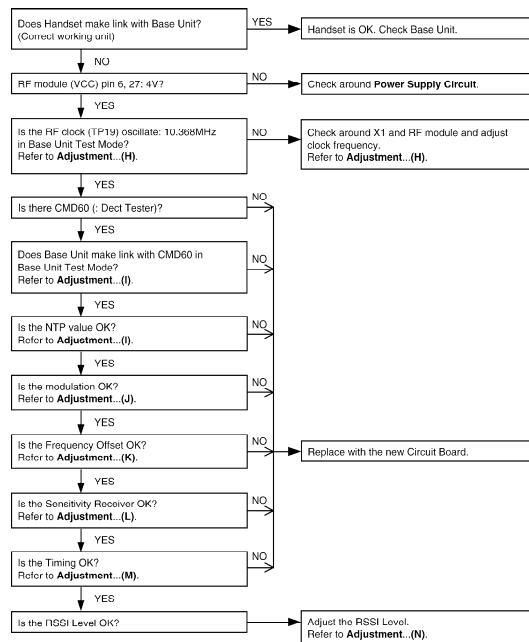 Does Handset make link with Base Unit?
(Correct working unit)
YES
Handset is OK. Check Base Unit.
NO
RF module (VCC) pin 6, 27: 4V?
NO
Check around Power Supply Circuit.
YES
Is the RF clock (TP19) oscillate: 10.368MHz
in Base Unit Test Mode?
Refer to Adjustment...(H).
NO
Check around X1 and RF module and adjust
clock frequency.
Refer to Adjustment...(H).
YES
Is there CMD60 (: Dect Tester)?
NO
YES
Does Base Unit make link with CMD60 in
Base Unit Test Mode?
Refer to Adjustment...(I).
NO
YES
Is the NTP value OK?
Refer to Adjustment...(I).
NO
YES
Is the modulation OK?
Refer to Adjustment...(J).
NO
YES
Is the Frequency Offset OK?
Refer to Adjustment...(K).
NO
Replace with the new Circuit Board.
YES
Is the Sensitivity Receiver OK?
Refer to Adjustment...(L).
NO
YES
Is the Timing OK?
Refer to Adjustment...(M).
NO
YES
Is the RSSI Level OK?
Adjust the RSSI Level.
Refer to Adjustment...(N).